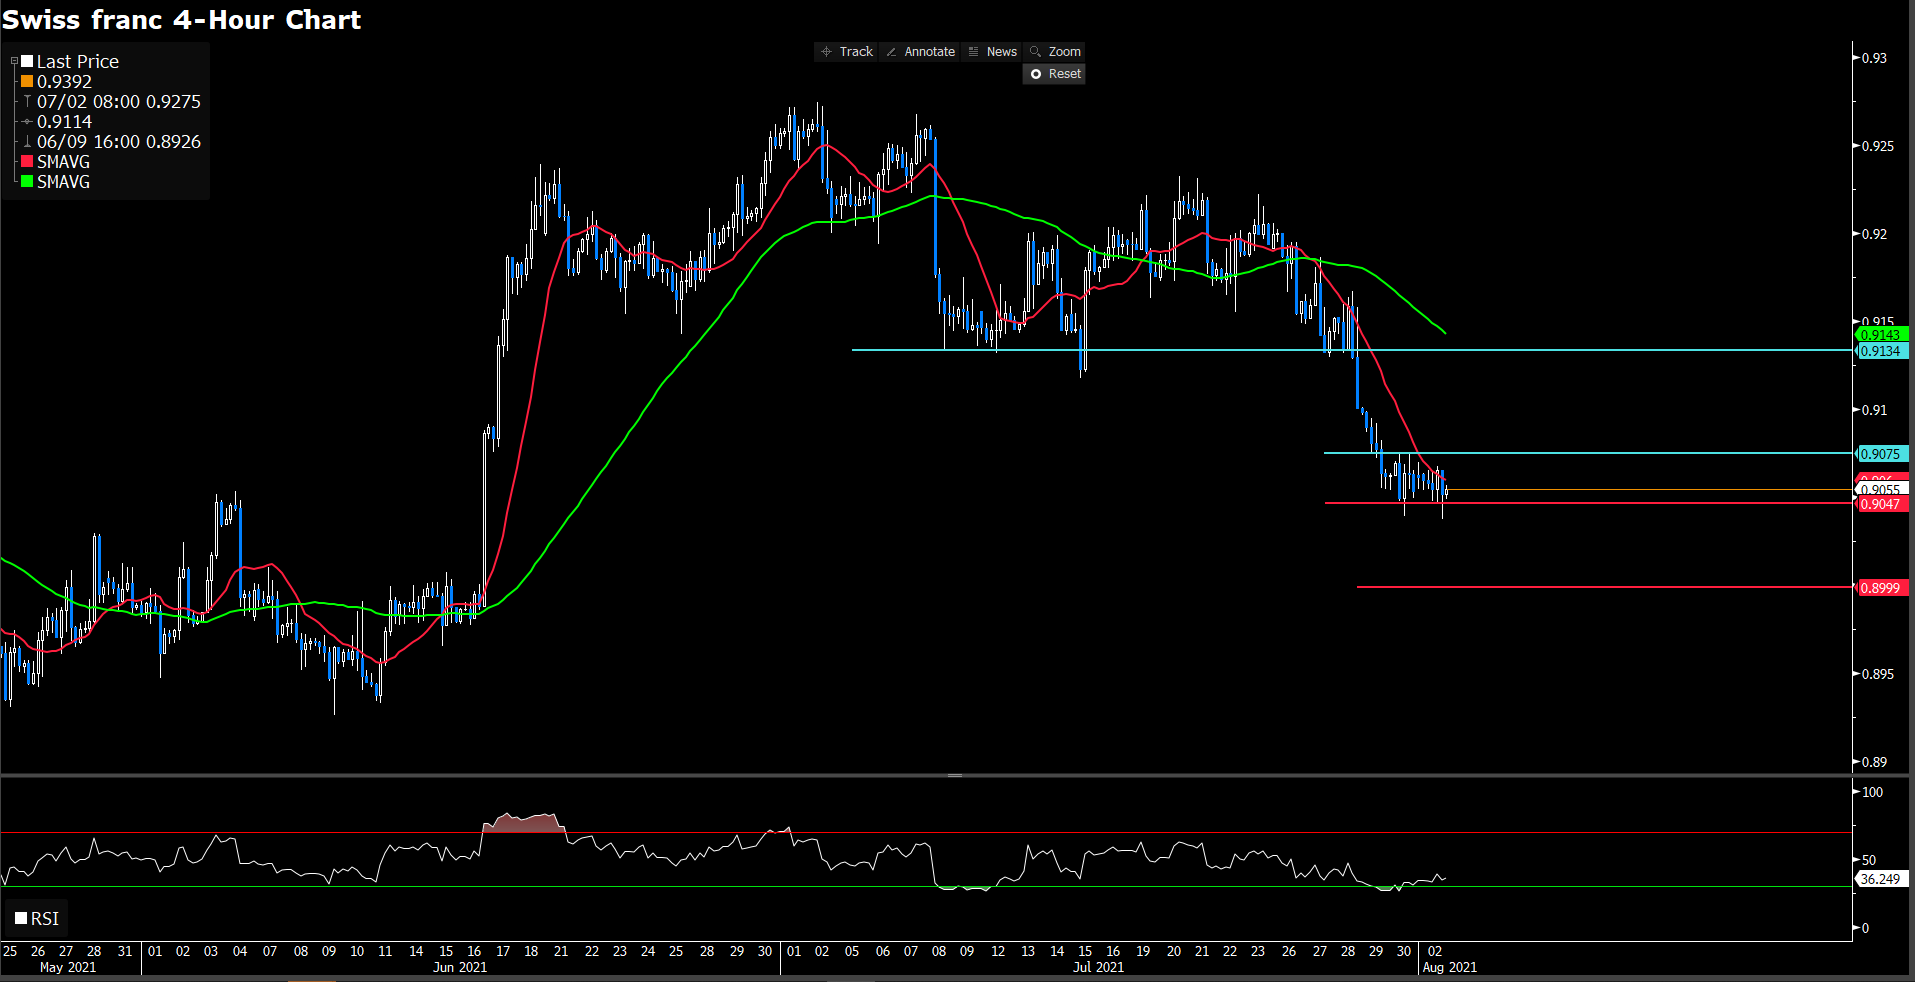 Swiss franc 4-Hour Chart
Last Price
0.9392
07/02 08:00 0.9275
0.9114
06/09 16:00 0.8926
SMAVG
SMAVG
Track Annotate News Zoom
Reset
0.93
0.925
0.92
0.915
0.9143
0.9134
0.91
0.9075
0.9055
0.9047
0.8999
0.895
0.89
100
50
36.249
0
RSI
25 26 27 28 31 01 02 03 04 07 08 09 10 11 14 15 16 17 18 21 22 23 24 25 28 29 30 01 02 05 06 07 08 09 12 13 14 15 16 19 20 21 22 23 26 27 28 29 30 02
May 2021 Jun 2021 Jul 2021 Aug 2021